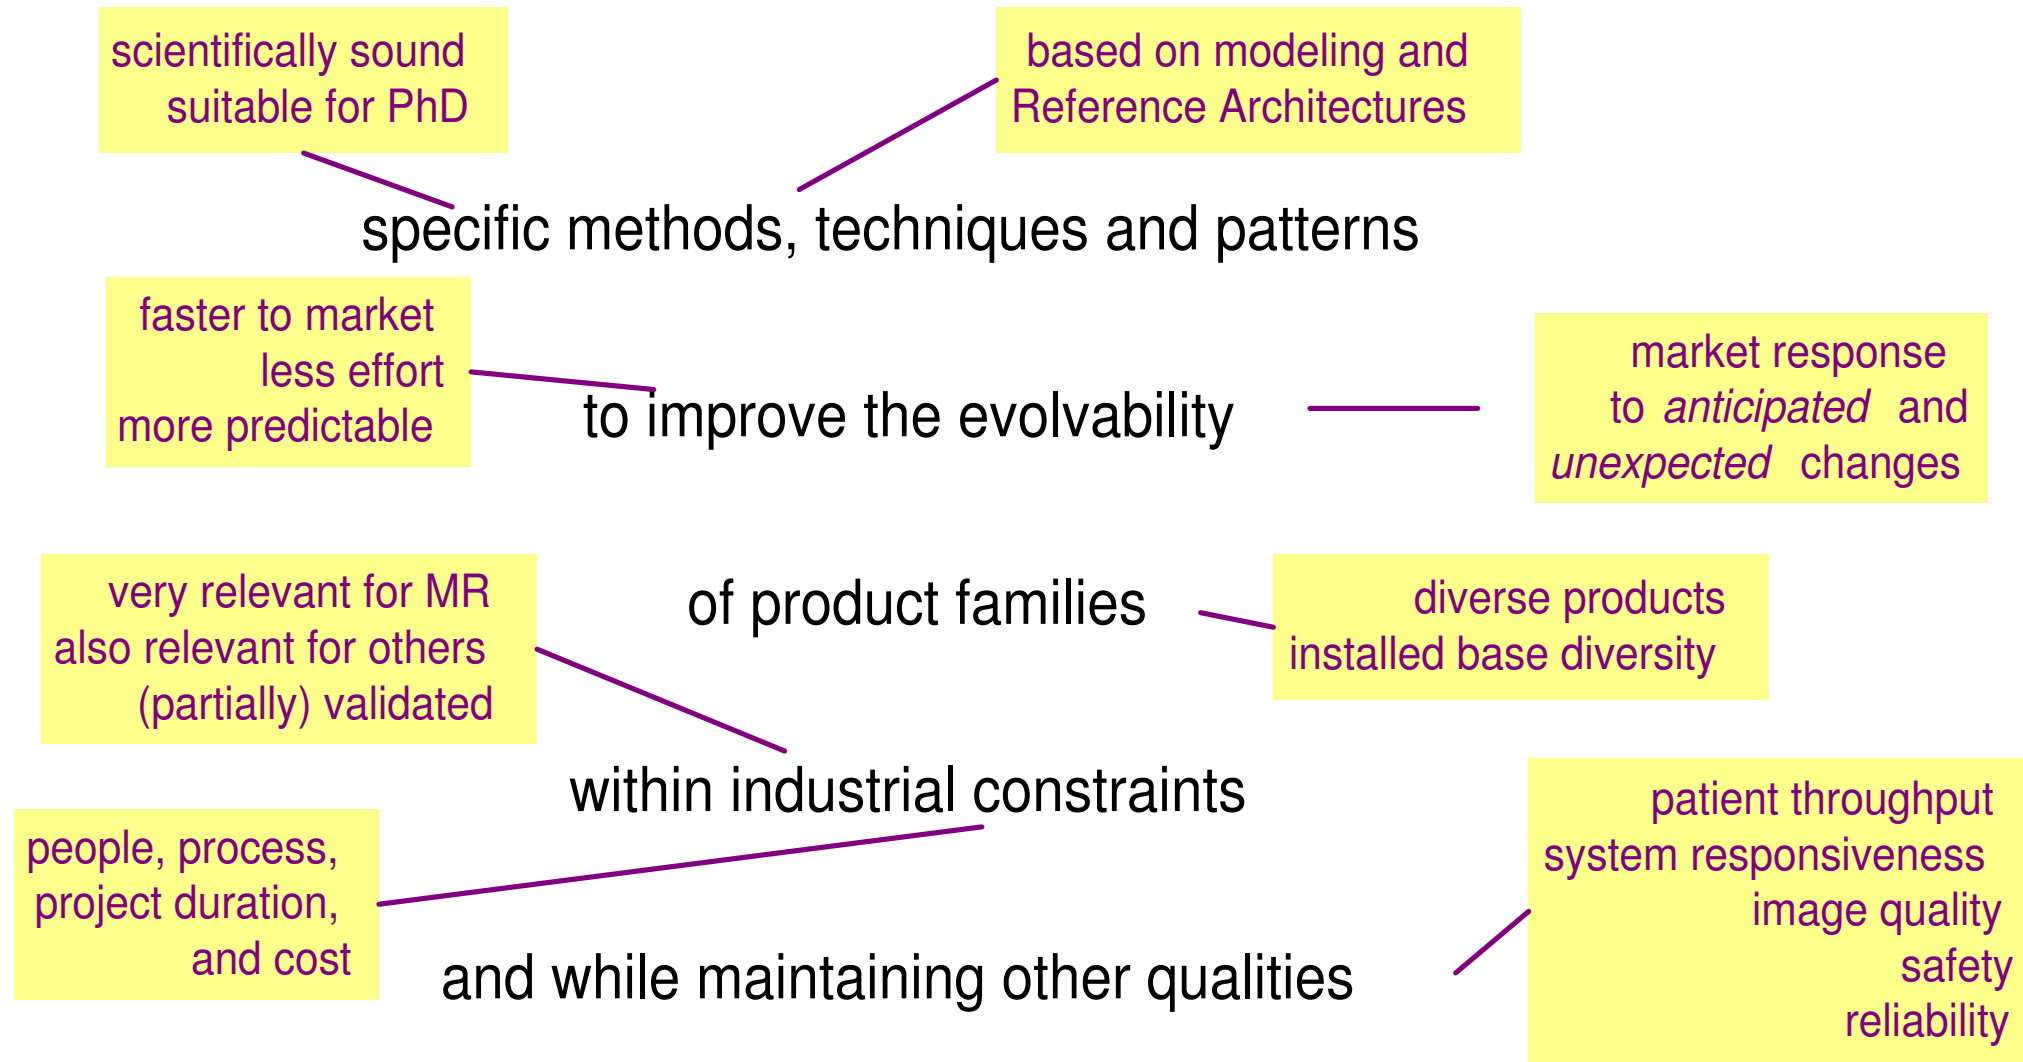 scientifically sound
suitable for PhD
based on modeling and
Reference Architectures
specific methods, techniques and patterns
faster to market
less effort
more predictable
to improve the evolvability
market response
to anticipated and
unexpected changes
very relevant for MR
also relevant for others
(partially) validated
of product families
diverse products
installed base diversity
within industrial constraints
people, process,
project duration,
and cost
and while maintaining other qualities
patient throughput
system responsiveness
image quality
safety
reliability